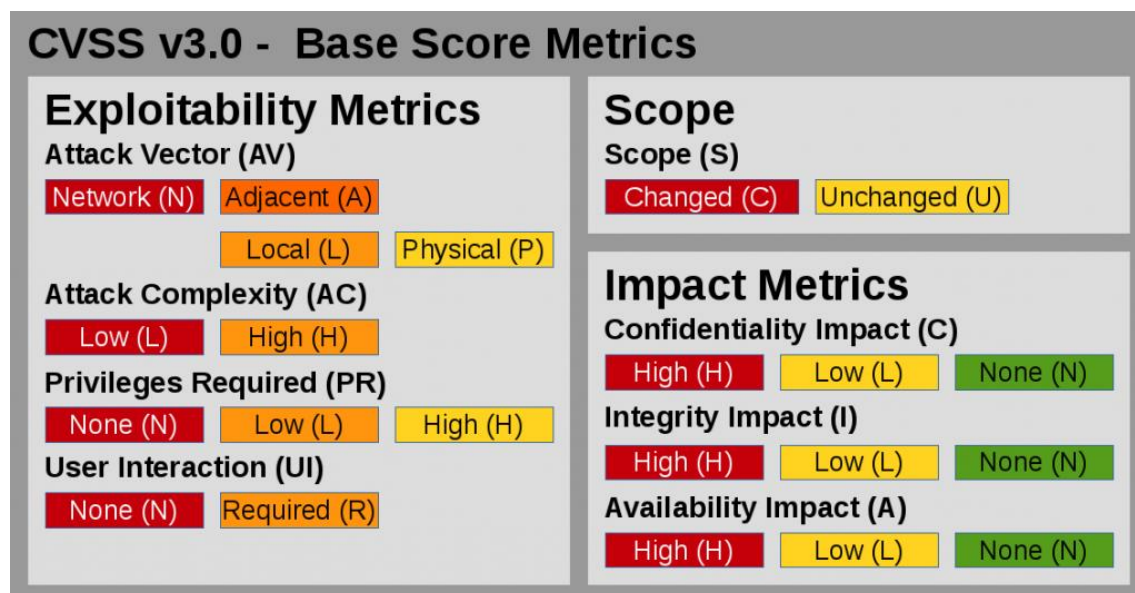 CVSS v3.0 - Base Score Metrics
Exploitability Metrics
Attack Vector (AV)
Network (N) Adjacent (A)
Local (L) Physical (P)
Attack Complexity (AC)
Low (L) High (H)
Privileges Required (PR)
None (N) Low (L) High (H)
User Interaction (UI)
None (N) Required (R)
Scope
Scope (S)
Changed (C) Unchanged (U)
Impact Metrics
Confidentiality Impact (C)
High (H) Low (L) None (N)
Integrity Impact (I)
High (H) Low (L) None (N)
Availability Impact (A)
High (H) Low (L) None (N)